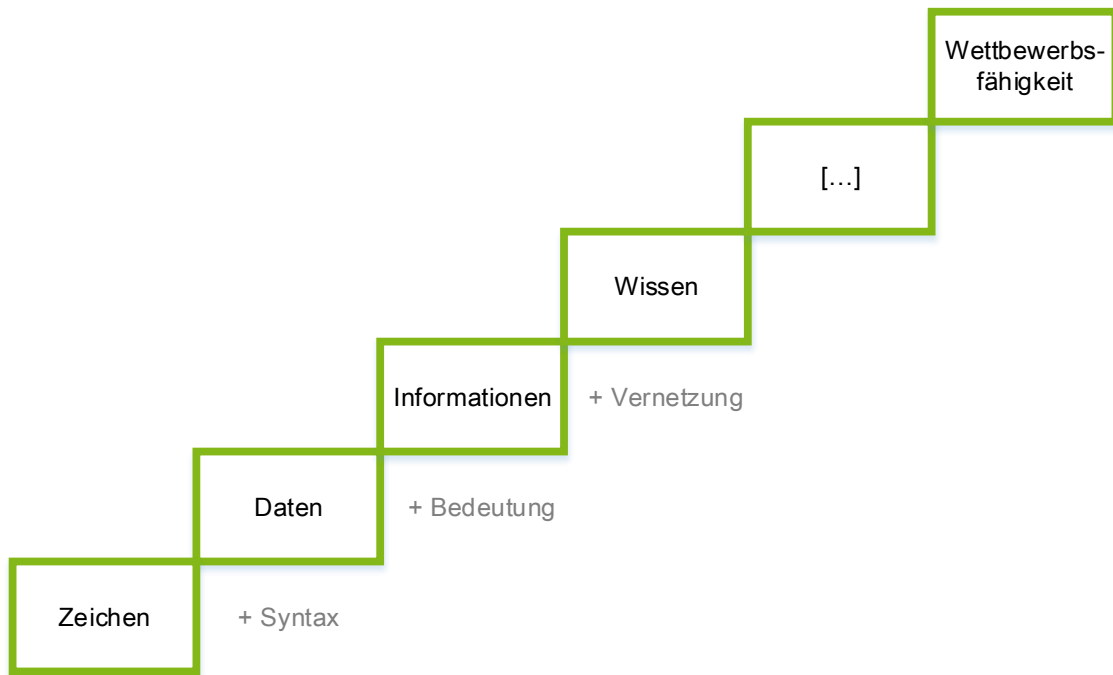 Wettbewerbs-
fähigkeit
[…]
Wissen
Informationen
+ Vernetzung
Daten
+ Bedeutung
Zeichen
+ Syntax